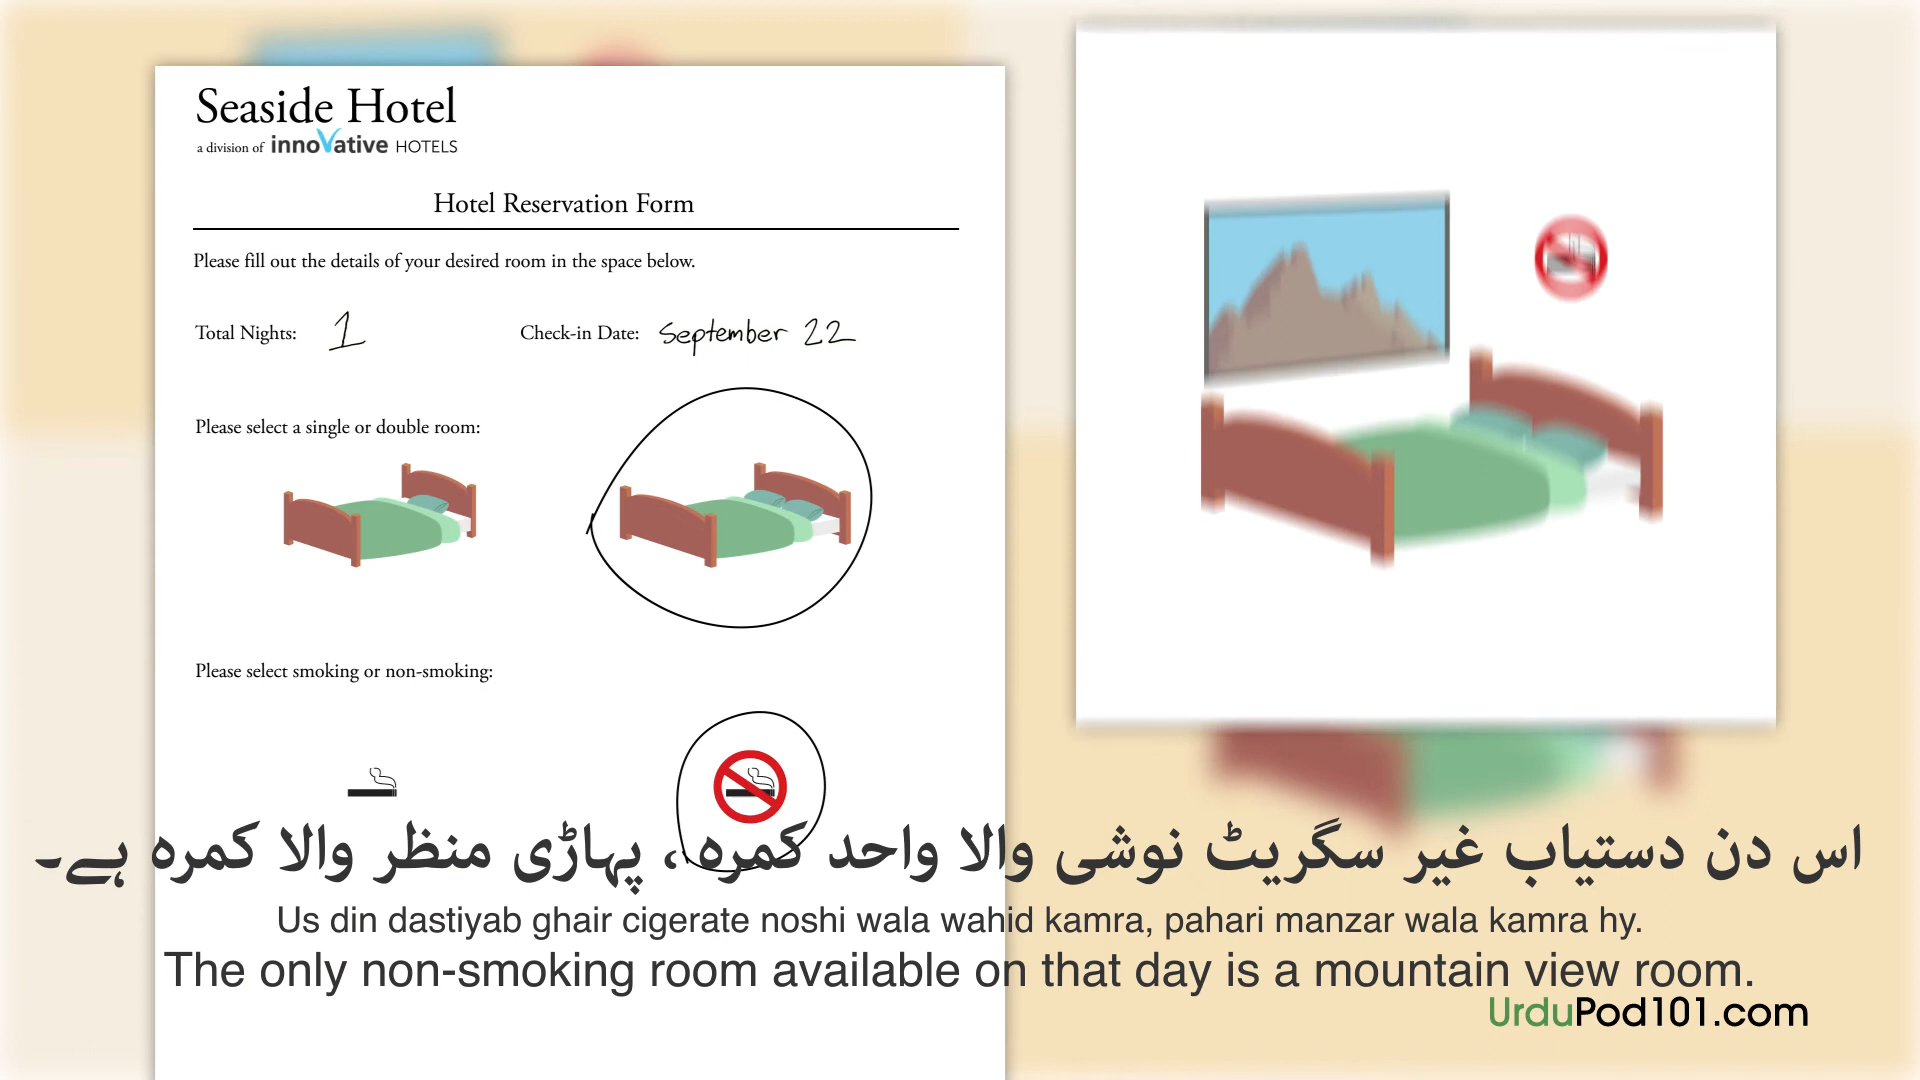 Seaside Hotel
a division of innovative HOTELS
Hotel Reservation Form
Please fill out the details of your desired room in the space below.
Total Nights: 1 Check-in Date: September 22
Please select a single or double room:
Please select smoking or non-smoking:
اس دن دستیاب غیر سگریٹ نوشی والا واحد کمرہ، پہاڑی منظر والا کمرہ ہے۔
Us din dastiyab ghair cigerate noshi wala wahid kamra, pahari manzar wala kamra hy.
The only non-smoking room available on that day is a mountain view room.
UrduPod101.com